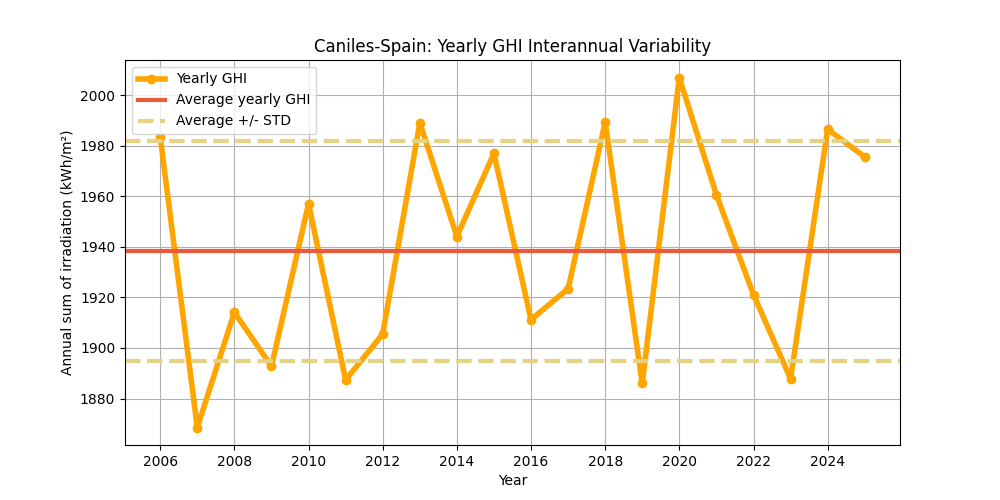 Caniles-Spain: Yearly GHI Interannual Variability
Yearly GHI
Average yearly GHI
Average +/- STD
Annual sum of irradiation (kWh/m²)
2000
1980
1960
1940
1920
1900
1880
2006 2008 2010 2012 2014 2016 2018 2020 2022 2024
Year